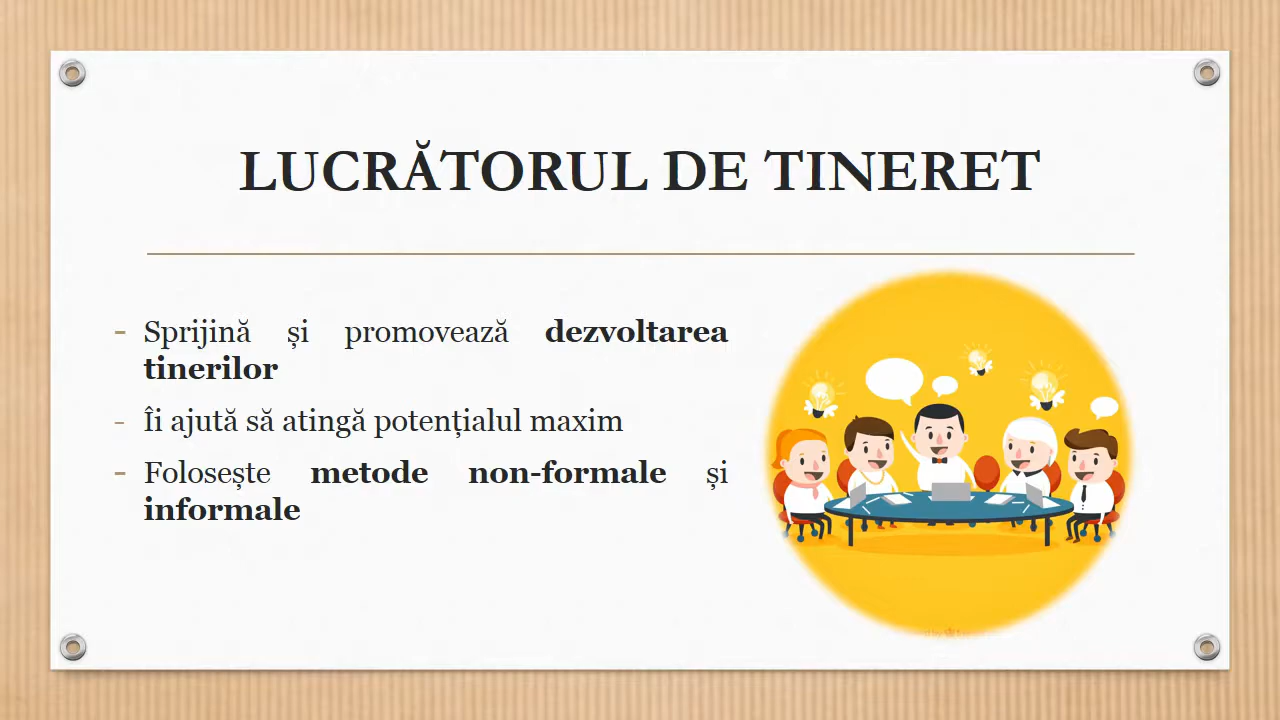 LUCRĂTORUL DE TINERET
- Sprijină și promovează dezvoltarea
tinerilor
- Îi ajută să atingă potențialul maxim
- Folosește metode non-formale și
informale